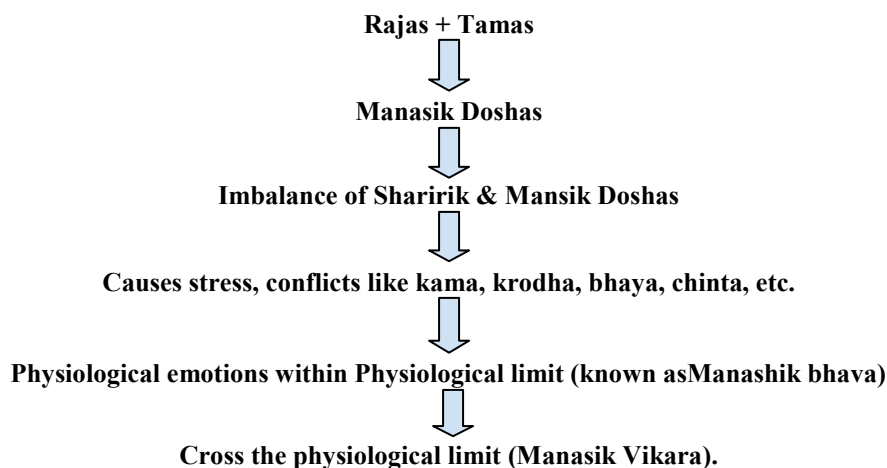 Rajas + Tamas
Manasik Doshas
Imbalance of Sharirik & Mansik Doshas
Causes stress, conflicts like kama, krodha, bhaya, chinta, etc.
Physiological emotions within Physiological limit (known asManashik bhava)
Cross the physiological limit (Manasik Vikara).